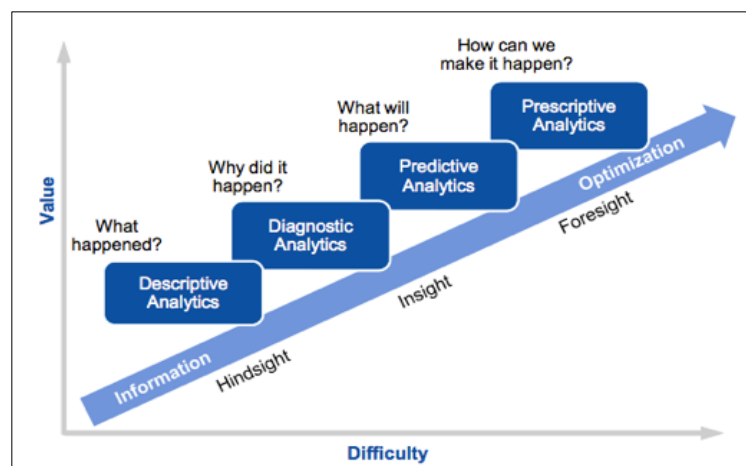 How can we
make it happen?
Prescriptive
Analytics
What will
happen?
Predictive
Analytics
Why did it
happen?
Diagnostic
Analytics
What
happened?
Descriptive
Analytics
Value
Information
Optimization
Hindsight
Insight
Foresight
Difficulty